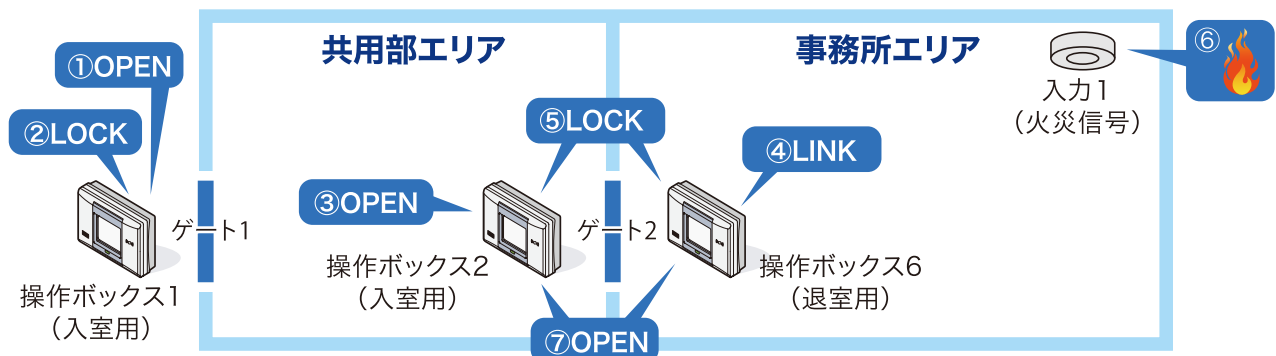 共用部エリア
事務所エリア
①OPEN
②LOCK
⑤LOCK
④LINK
③OPEN
⑥
入力1
（火災信号）
ゲート1
ゲート2
操作ボックス1
（入室用）
操作ボックス2
（入室用）
操作ボックス6
（退室用）
⑦OPEN